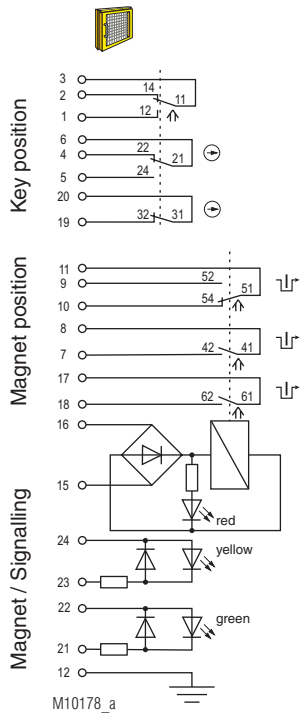 Key position
3
2 14
11
1 12
6
4 22
21
5 24
20
19 32 31
Magnet position
11
9 52
51
10 54
8
7 42 41
17
18 62 61
Magnet / Signalling
16
15
red
24
yellow
23
22
green
21
12
M10178_a